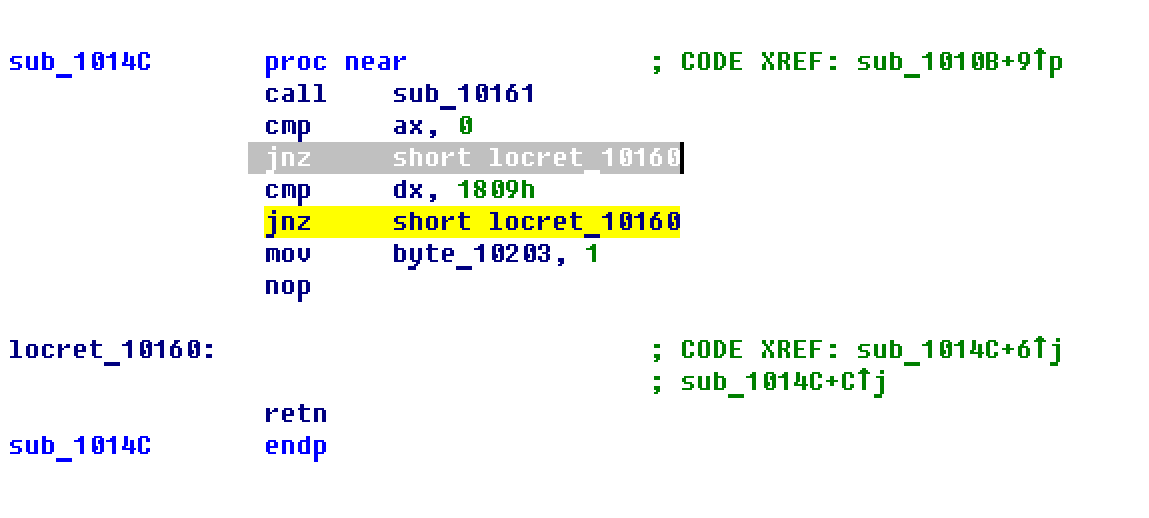 sub_1014C proc near ; CODE XREF: sub_1010B+9↑p
call sub_10161
cmp ax, 0
jnz short locret_10160
cmp dx, 1809h
jnz short locret_10160
mov byte_10203, 1
nop
locret_10160: ; CODE XREF: sub_1014C+6↑j
; sub_1014C+C↑j
retn
sub_1014C endp